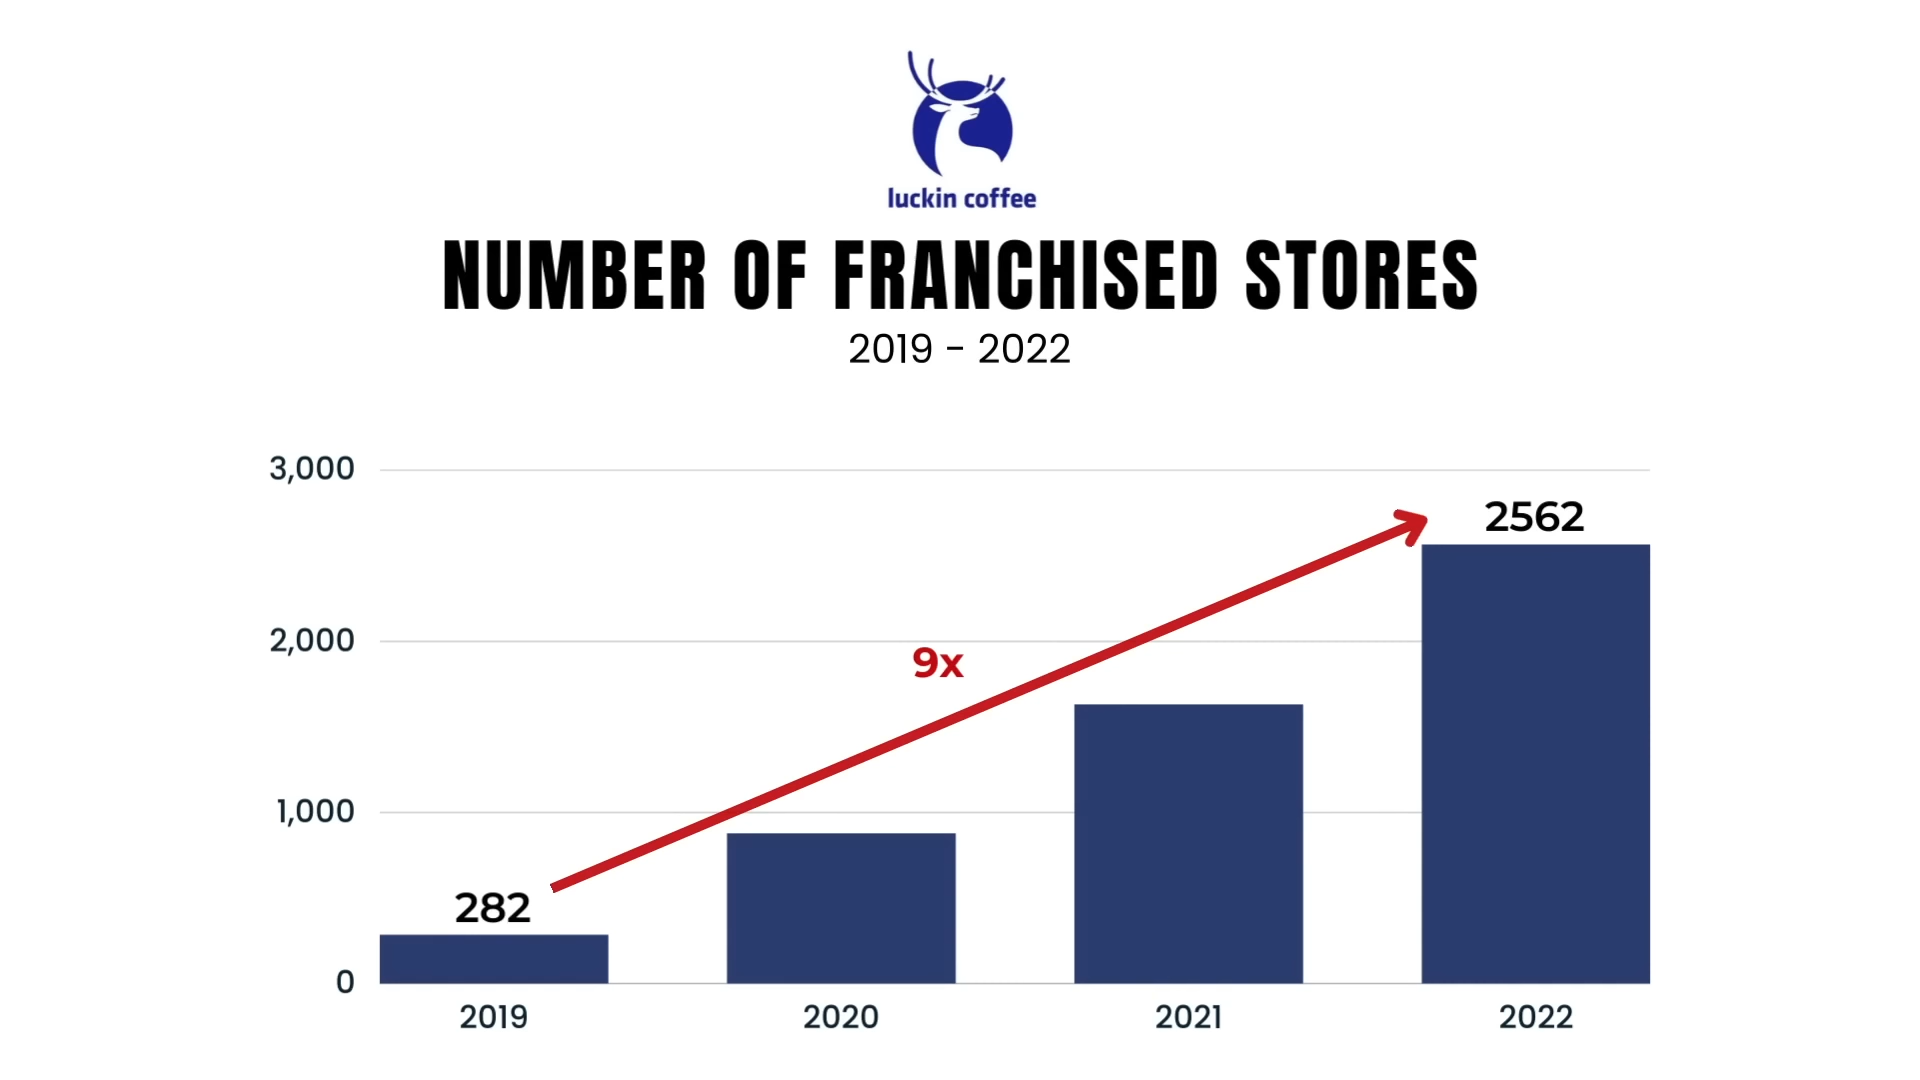 luckin coffee
NUMBER OF FRANCHISED STORES
2019 - 2022
3,000
2562
2,000
9x
1,000
282
0
2019 2020 2021 2022